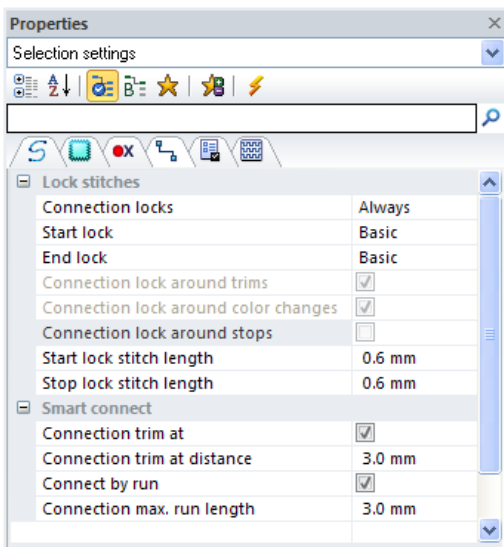 Properties
Selection settings
Lock stitches
Connection locks Always
Start lock Basic
End lock Basic
Connection lock around trims
Connection lock around color changes
Connection lock around stops
Start lock stitch length 0.6 mm
Stop lock stitch length 0.6 mm
Smart connect
Connection trim at
Connection trim at distance 3.0 mm
Connect by run
Connection max. run length 3.0 mm